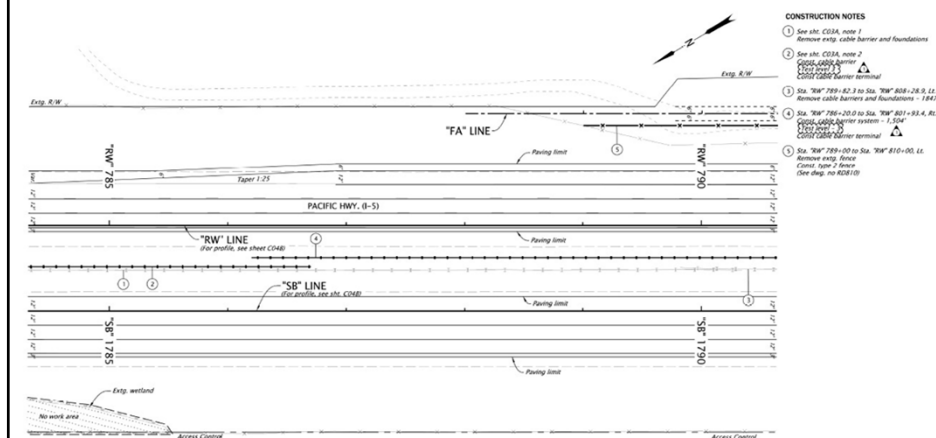 CONSTRUCTION NOTES
1 See sht. C03A, note 1
Remove extg. cable barrier and foundations
2 See sht. C03A, note 2
Const. cable barrier
(Test level 3)
Const cable barrier terminal
3 Sta. "RW" 789+82.3 to Sta. "RW" 808+28.9, Lt.
Remove cable barriers and foundations - 1847
4 Sta. "RW" 786+20.0 to Sta. "RW" 801+93.4, Rt.
Const. cable barrier system - 1,504'
(Test level - 3)
Const cable barrier terminal
5 Sta. "RW" 789+00 to Sta. "RW" 810+00, Lt.
Remove extg. fence
Const. type 2 fence
(See dwg. no RD810)
N
Extg. R/W
Extg. R/W
"FA" LINE
5
"RW" 785
"RW" 790
Paving limit
Taper 1:25
PACIFIC HWY. (I-5)
"RW" LINE
(For profile, see sheet C04B)
4
Paving limit
1
2
3
"SB" LINE
(For profile, see sht. C04B)
Paving limit
"SB" 1785
"SB" 1790
Paving limit
Extg. wetland
No work area
Access Control
Access Control